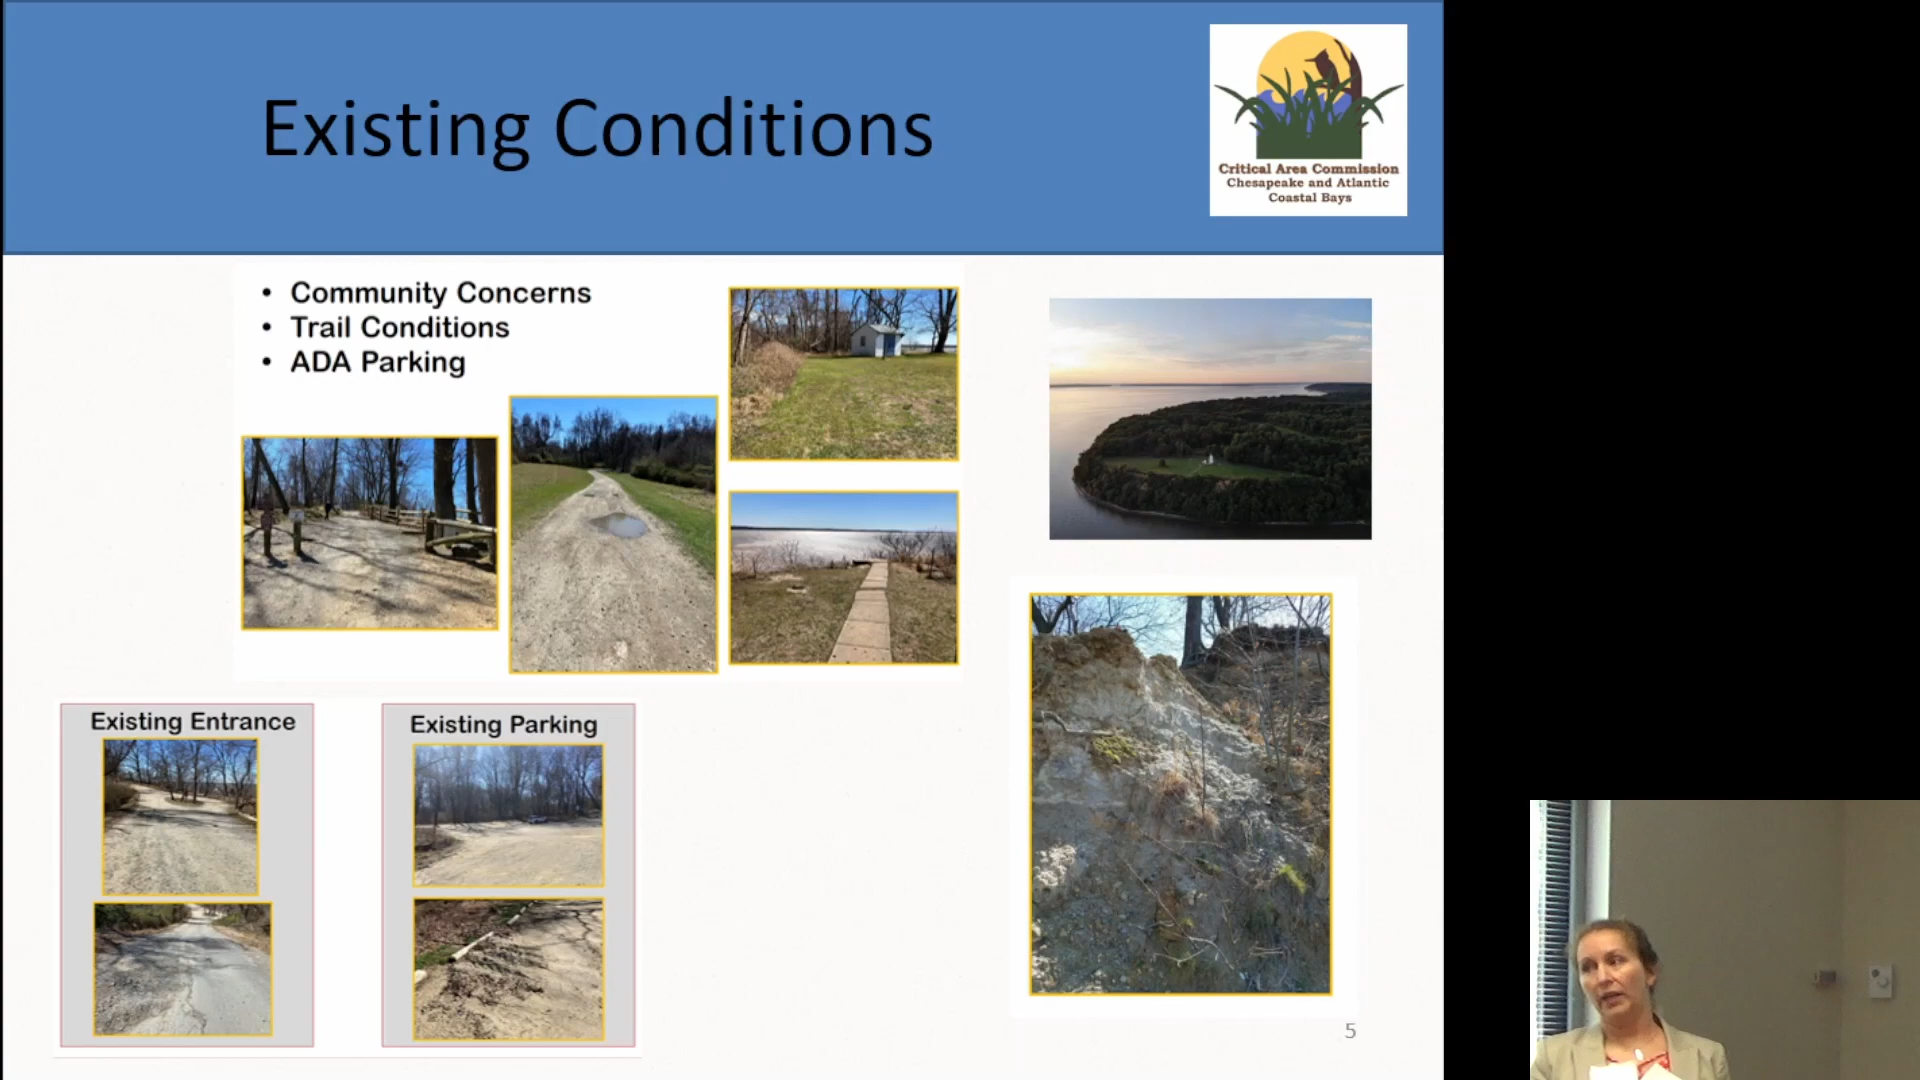 Existing Conditions
Critical Area Commission
Chesapeake and Atlantic
Coastal Bays
• Community Concerns
• Trail Conditions
• ADA Parking
Existing Entrance
Existing Parking
5